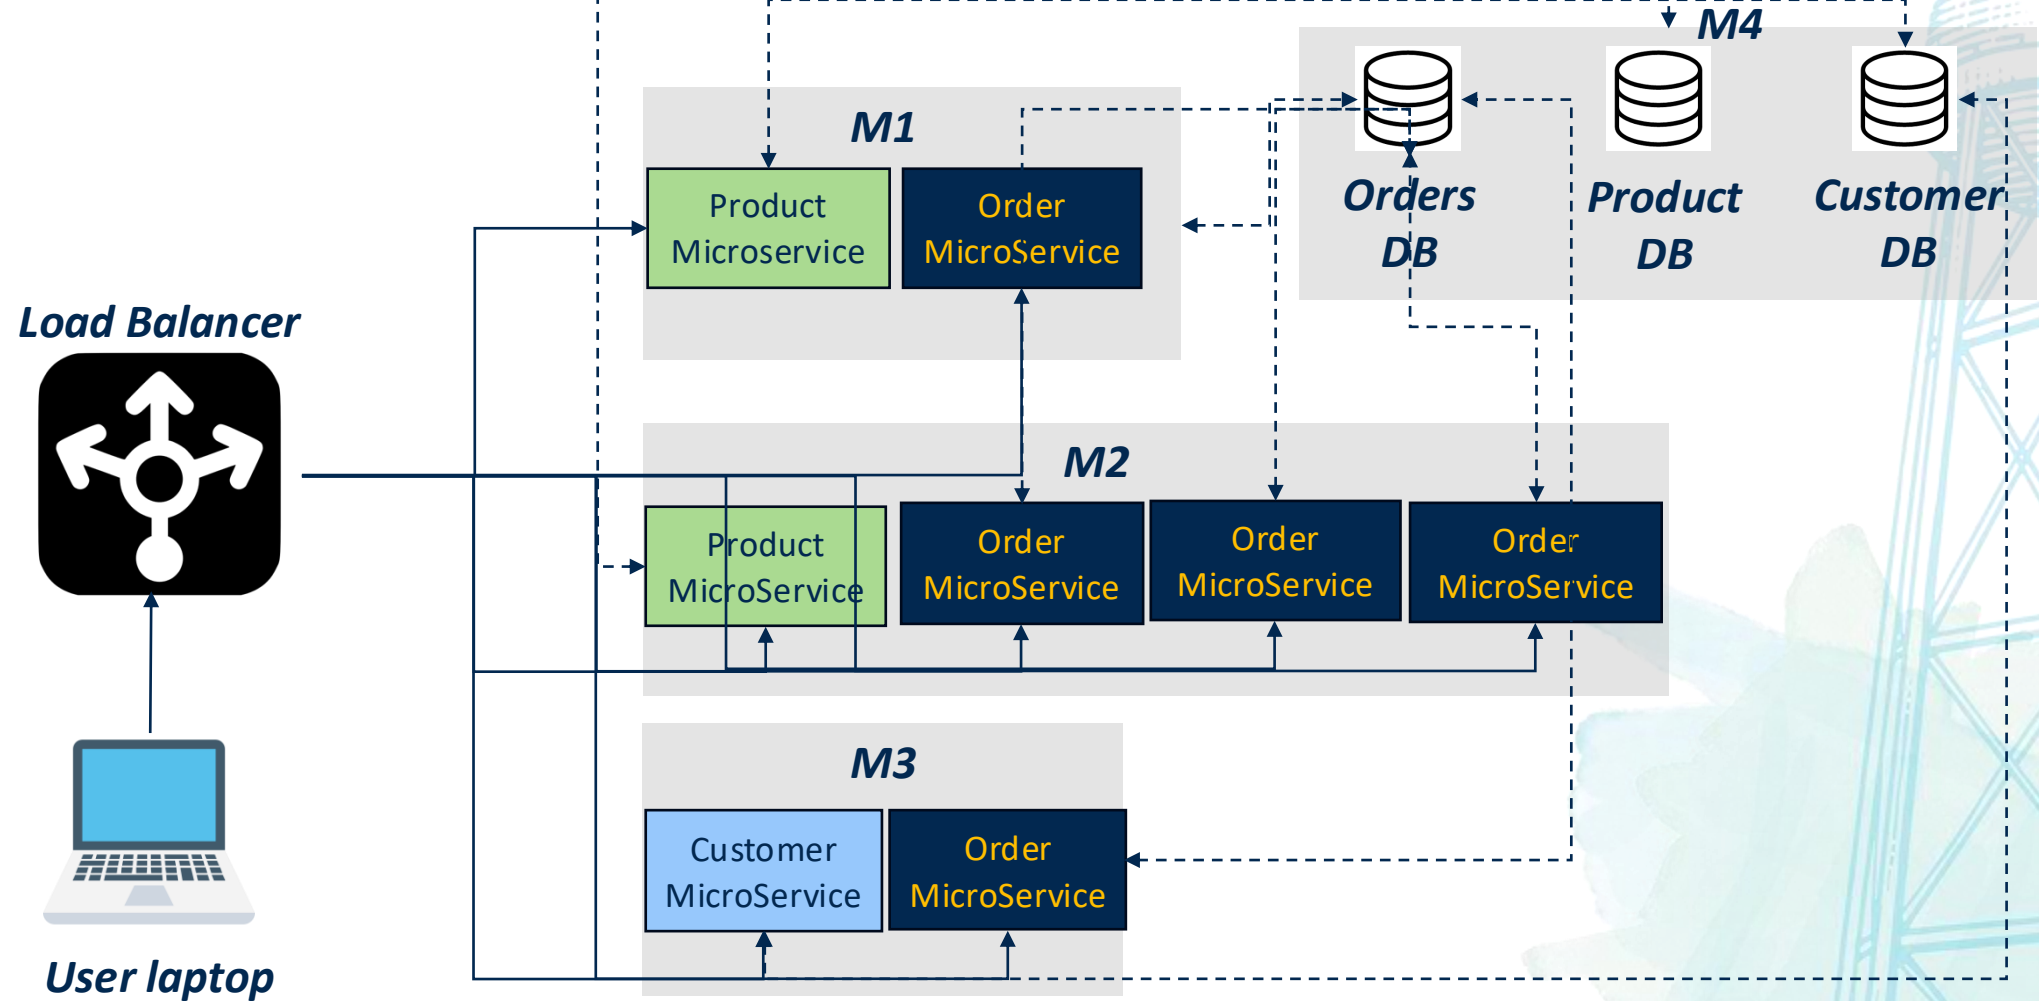 M4
M1
Product
Microservice
Order
MicroService
Orders
DB
Product
DB
Customer
DB
Load Balancer
M2
Product
MicroService
Order
MicroService
Order
MicroService
Order
MicroService
M3
Customer
MicroService
Order
MicroService
User laptop